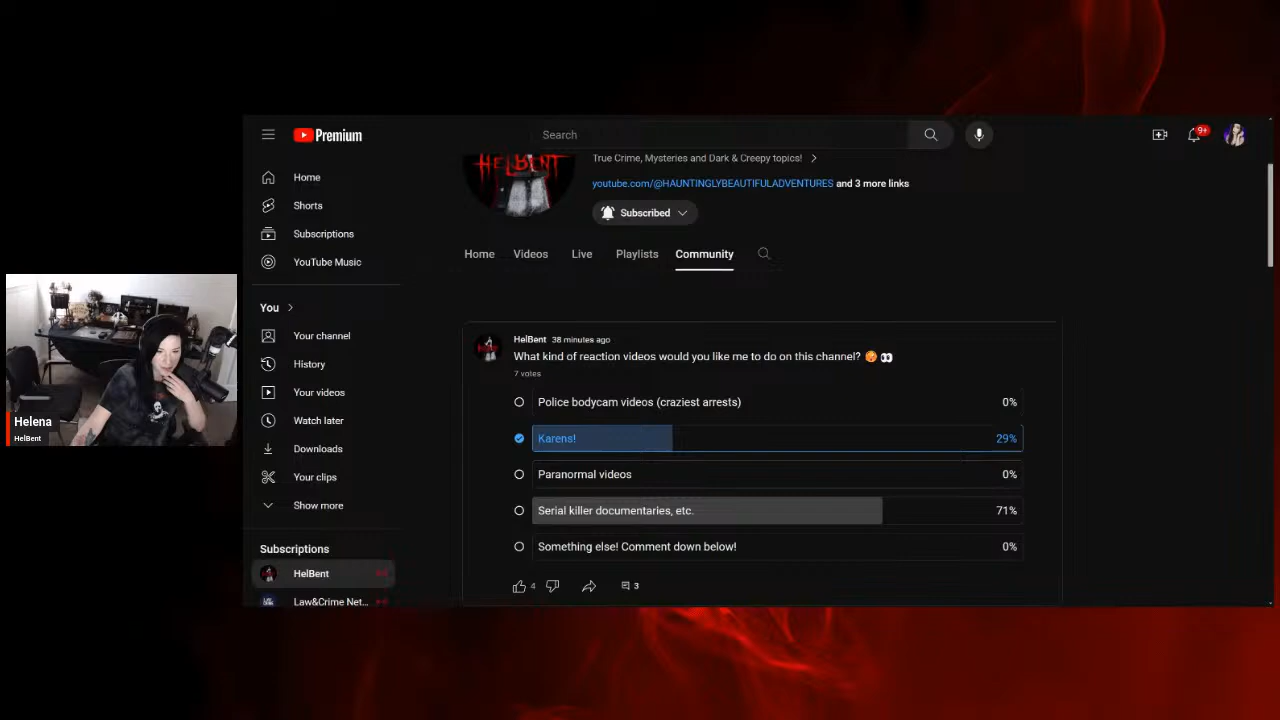 Premium
Search
9+
Home
Shorts
Subscriptions
YouTube Music
You
Your channel
History
Your videos
Watch later
Downloads
Your clips
Show more
Subscriptions
HelBent
Law&Crime Net...
HELBENT
True Crime, Mysteries and Dark & Creepy topics!
youtube.com/@HAUNTINGLYBEAUTIFULADVENTURES and 3 more links
Subscribed
Home Videos Live Playlists Community
HelBent 38 minutes ago
What kind of reaction videos would you like me to do on this channel? 🥵 👀
7 votes
Police bodycam videos (craziest arrests) 0%
Karens! 29%
Paranormal videos 0%
Serial killer documentaries, etc. 71%
Something else! Comment down below! 0%
4 3
Helena
HelBent